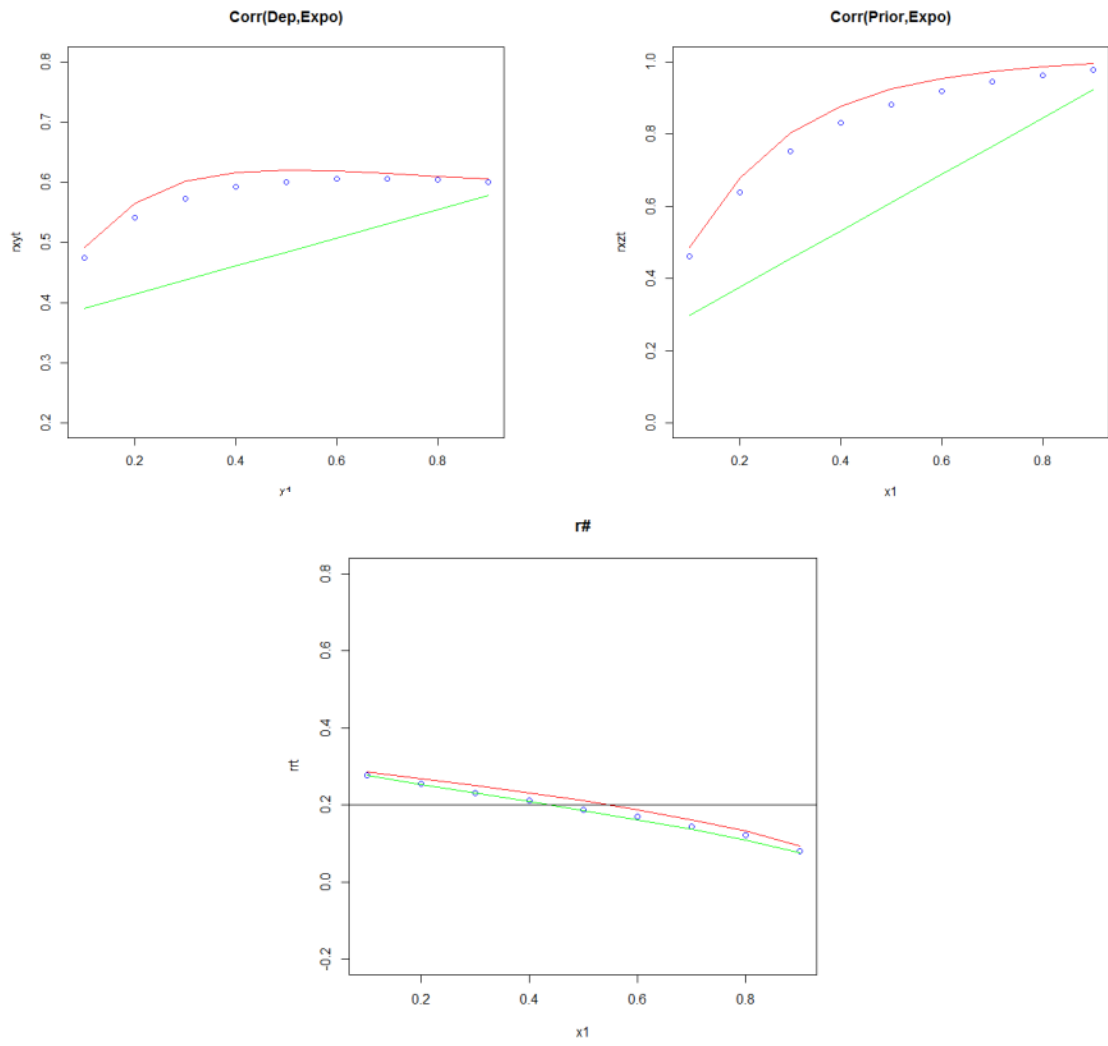 Corr(Dep,Expo)
rxyt
0.2 0.3 0.4 0.5 0.6 0.7 0.8
0.2 0.4 0.6 0.8
Corr(Prior,Expo)
rxzt
0.0 0.2 0.4 0.6 0.8 1.0
0.2 0.4 0.6 0.8
x1
r#
rrt
-0.2 0.0 0.2 0.4 0.6 0.8
0.2 0.4 0.6 0.8
x1